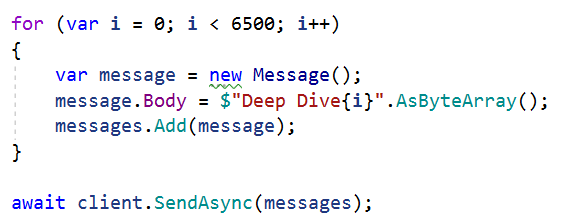 for (var i = 0; i < 6500; i++)
{
    var message = new Message();
    message.Body = $"Deep Dive{i}".AsByteArray();
    messages.Add(message);
}

await client.SendAsync(messages);